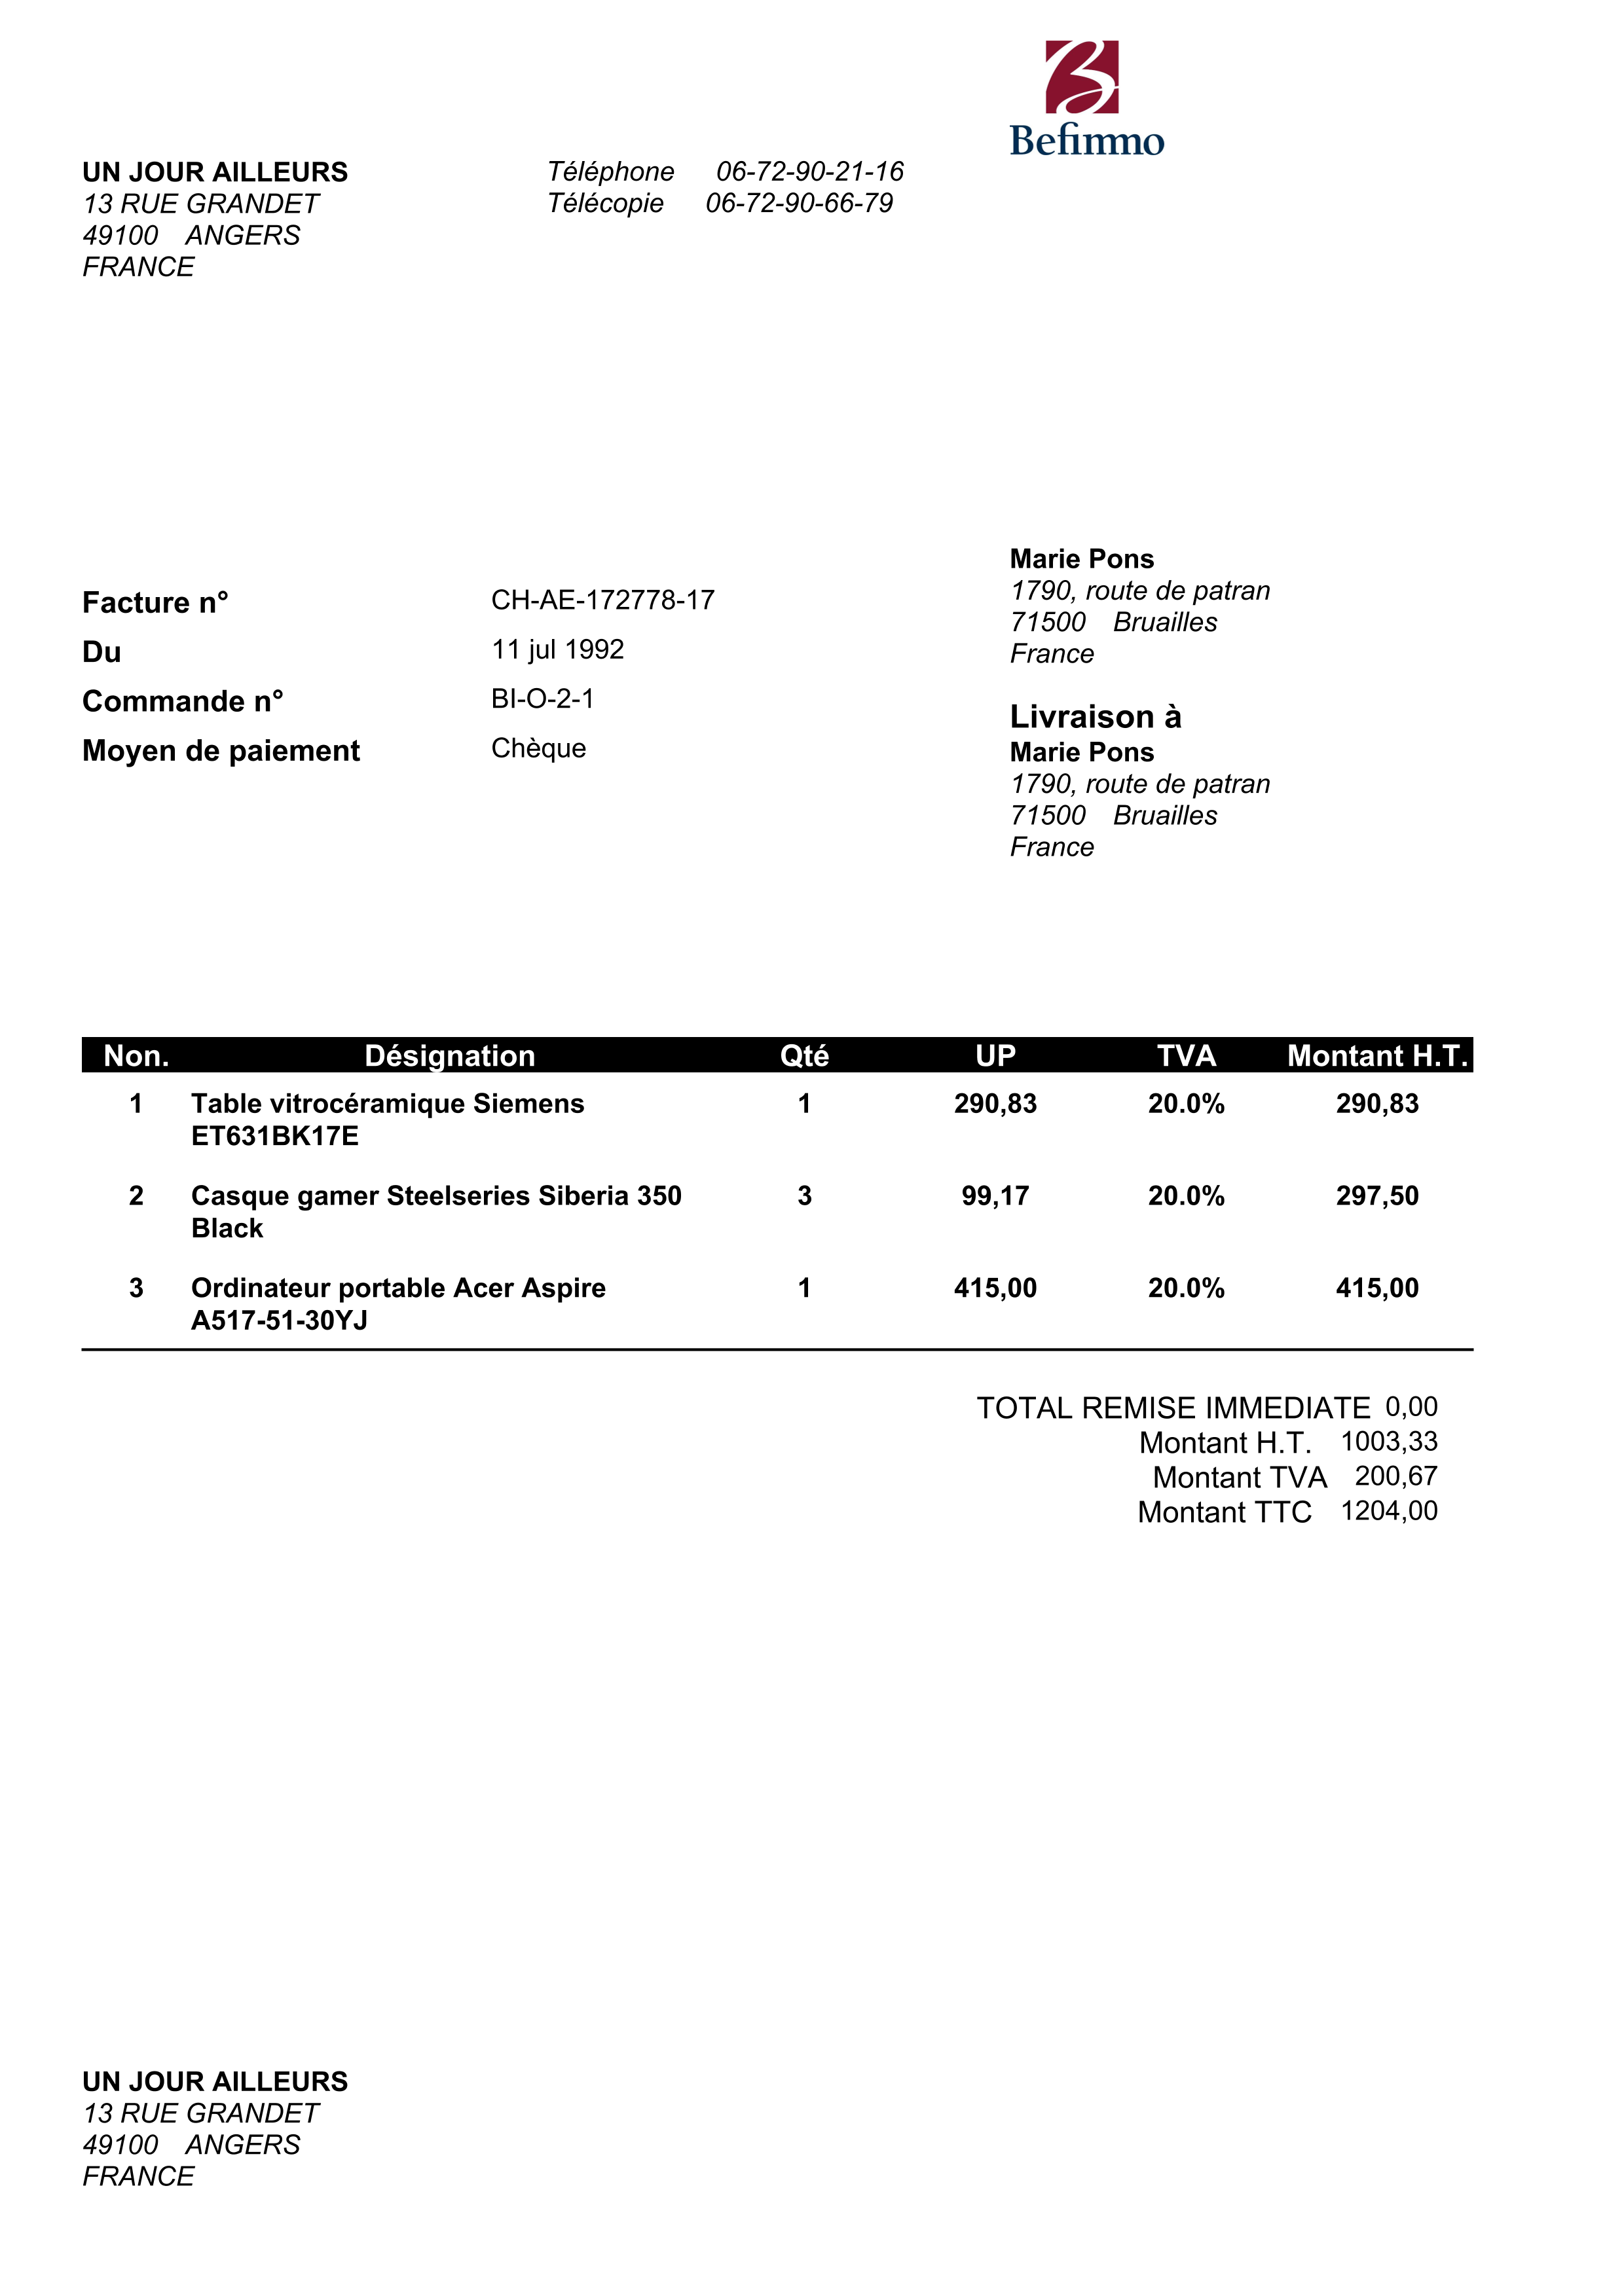 Befimmo
UN JOUR AILLEURS
13 RUE GRANDET
49100 ANGERS
FRANCE
Téléphone 06-72-90-21-16
Télécopie 06-72-90-66-79
Facture n° CH-AE-172778-17
Du 11 jul 1992
Commande n° BI-O-2-1
Moyen de paiement Chèque
Marie Pons
1790, route de patran
71500 Bruailles
France
Livraison à
Marie Pons
1790, route de patran
71500 Bruailles
France
Non. Désignation Qté UP TVA Montant H.T.
1 Table vitrocéramique Siemens 1 290,83 20.0% 290,83
ET631BK17E
2 Casque gamer Steelseries Siberia 350 3 99,17 20.0% 297,50
Black
3 Ordinateur portable Acer Aspire 1 415,00 20.0% 415,00
A517-51-30YJ
TOTAL REMISE IMMEDIATE 0,00
Montant H.T. 1003,33
Montant TVA 200,67
Montant TTC 1204,00
UN JOUR AILLEURS
13 RUE GRANDET
49100 ANGERS
FRANCE